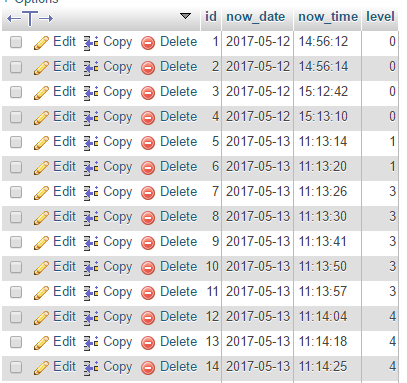 + Options
id now_date now_time level
Edit Copy Delete 1 2017-05-12 14:56:12 0
Edit Copy Delete 2 2017-05-12 14:56:14 0
Edit Copy Delete 3 2017-05-12 15:12:42 0
Edit Copy Delete 4 2017-05-12 15:13:10 0
Edit Copy Delete 5 2017-05-13 11:13:14 1
Edit Copy Delete 6 2017-05-13 11:13:20 1
Edit Copy Delete 7 2017-05-13 11:13:26 3
Edit Copy Delete 8 2017-05-13 11:13:30 3
Edit Copy Delete 9 2017-05-13 11:13:41 3
Edit Copy Delete 10 2017-05-13 11:13:50 3
Edit Copy Delete 11 2017-05-13 11:13:57 3
Edit Copy Delete 12 2017-05-13 11:14:04 4
Edit Copy Delete 13 2017-05-13 11:14:18 4
Edit Copy Delete 14 2017-05-13 11:14:25 4